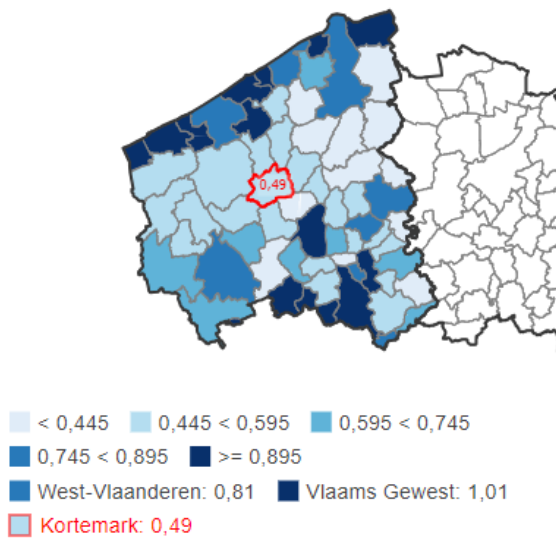 0,49
< 0,445 0,445 < 0,595 0,595 < 0,745
0,745 < 0,895 >= 0,895
West-Vlaanderen: 0,81 Vlaams Gewest: 1,01
Kortemark: 0,49